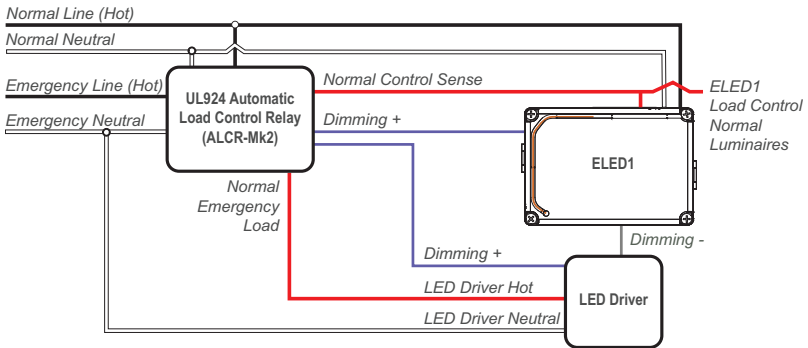 Normal Line (Hot)
Normal Neutral
Emergency Line (Hot)
Emergency Neutral
UL924 Automatic
Load Control Relay
(ALCR-Mk2)
Normal Control Sense
Dimming +
ELED1
Load Control
Normal
Luminaires
ELED1
Normal
Emergency
Load
Dimming -
Dimming +
LED Driver Hot
LED Driver Neutral
LED Driver